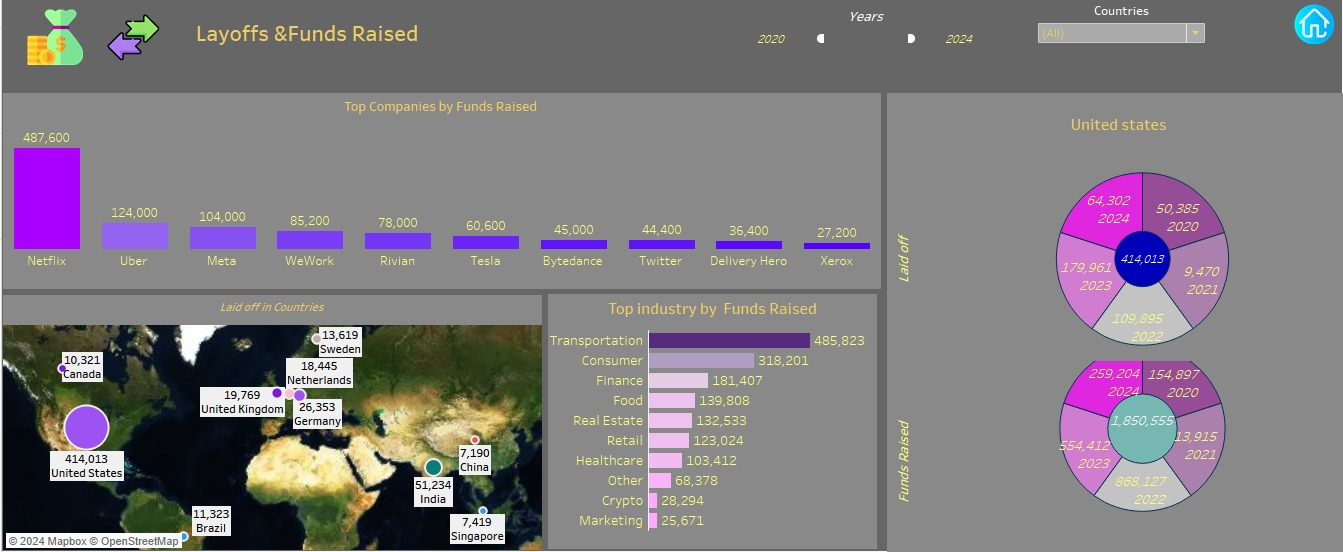 Layoffs &Funds Raised
Years
2020
2024
Countries
(All)
Top Companies by Funds Raised
487,600
124,000
104,000
85,200
78,000
60,600
45,000
44,400
36,400
27,200
Netflix
Uber
Meta
WeWork
Rivian
Tesla
Bytedance
Twitter
Delivery Hero
Xerox
Laid off in Countries
13,619
Sweden
10,321
Canada
18,445
Netherlands
19,769
United Kingdom
26,353
Germany
414,013
United States
7,190
China
51,234
India
11,323
Brazil
7,419
Singapore
© 2024 Mapbox © OpenStreetMap
Top industry by Funds Raised
Transportation 485,823
Consumer 318,201
Finance 181,407
Food 139,808
Real Estate 132,533
Retail 123,024
Healthcare 103,412
Other 68,378
Crypto 28,294
Marketing 25,671
United states
Laid off
64,302
2024
50,385
2020
414,013
179,961
2023
9,470
2021
109,895
2022
Funds Raised
259,204
2024
154,897
2020
1,850,555
554,412
2023
13,915
2021
868,127
2022